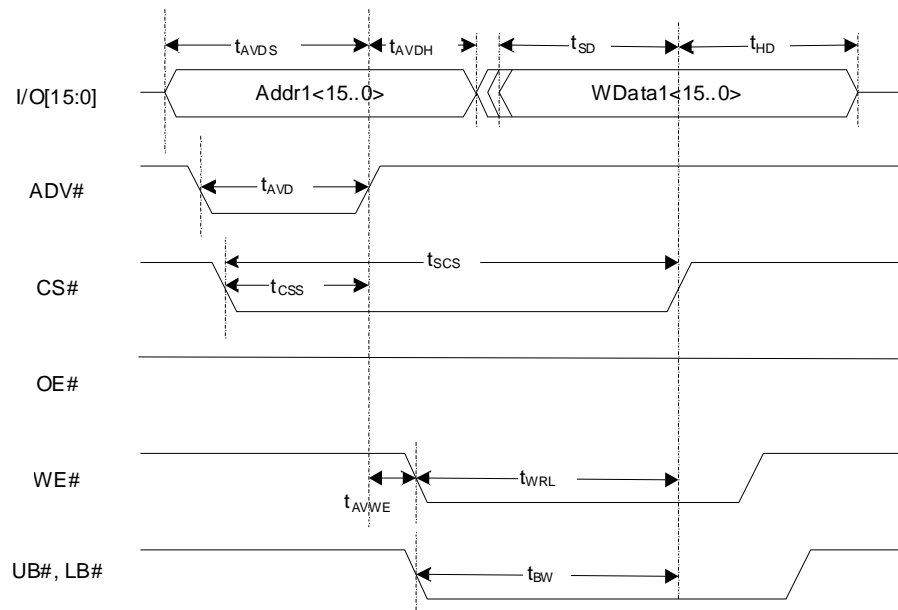 tAVDS tAVDH tSD tHD
I/O[15:0] Addr1<15..0> WData1<15..0>
ADV# tAVD
tSCS
CS# tCSS
OE#
WE# tWRL
tAVWE
UB#, LB# tBW